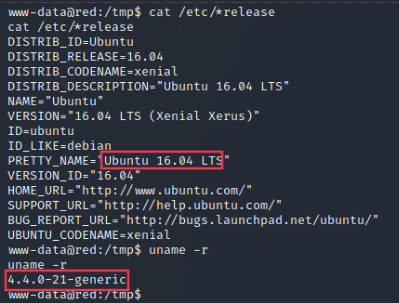 www-data@red:/tmp$ cat /etc/*release
cat /etc/*release
DISTRIB_ID=Ubuntu
DISTRIB_RELEASE=16.04
DISTRIB_CODENAME=xenial
DISTRIB_DESCRIPTION="Ubuntu 16.04 LTS"
NAME="Ubuntu"
VERSION="16.04 LTS (Xenial Xerus)"
ID=ubuntu
ID_LIKE=debian
PRETTY_NAME="Ubuntu 16.04 LTS"
VERSION_ID="16.04"
HOME_URL="http://www.ubuntu.com/"
SUPPORT_URL="http://help.ubuntu.com/"
BUG_REPORT_URL="http://bugs.launchpad.net/ubuntu/"
UBUNTU_CODENAME=xenial
www-data@red:/tmp$ uname -r
uname -r
4.4.0-21-generic
www-data@red:/tmp$